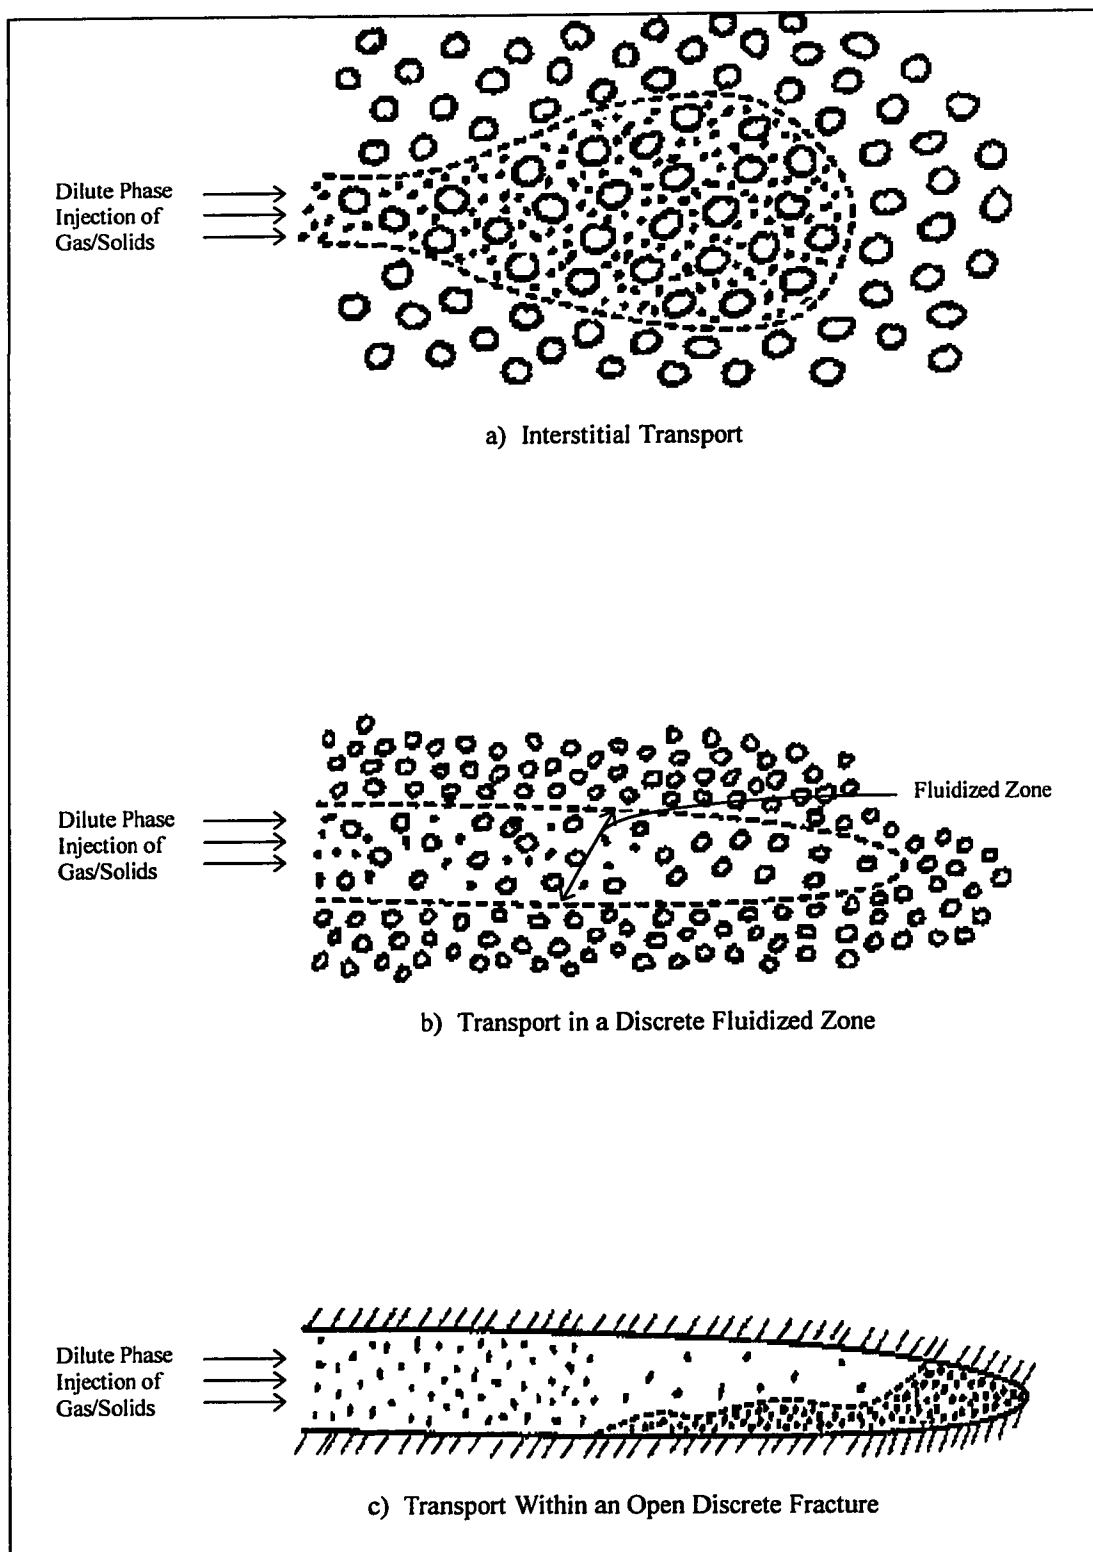 Dilute Phase
Injection of
Gas/Solids
a) Interstitial Transport
Fluidized Zone
Dilute Phase
Injection of
Gas/Solids
b) Transport in a Discrete Fluidized Zone
Dilute Phase
Injection of
Gas/Solids
c) Transport Within an Open Discrete Fracture